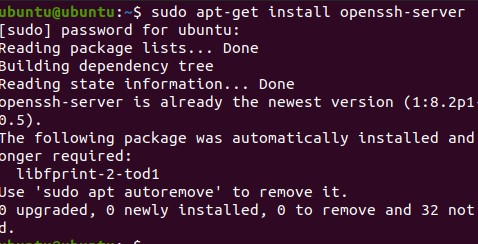 ubuntu@ubuntu:~$ sudo apt-get install openssh-server
[sudo] password for ubuntu:
Reading package lists... Done
Building dependency tree
Reading state information... Done
openssh-server is already the newest version (1:8.2p1-
0.5).
The following package was automatically installed and
onger required:
  libfprint-2-tod1
Use 'sudo apt autoremove' to remove it.
0 upgraded, 0 newly installed, 0 to remove and 32 not
d.
ubuntu@ubuntu:~$